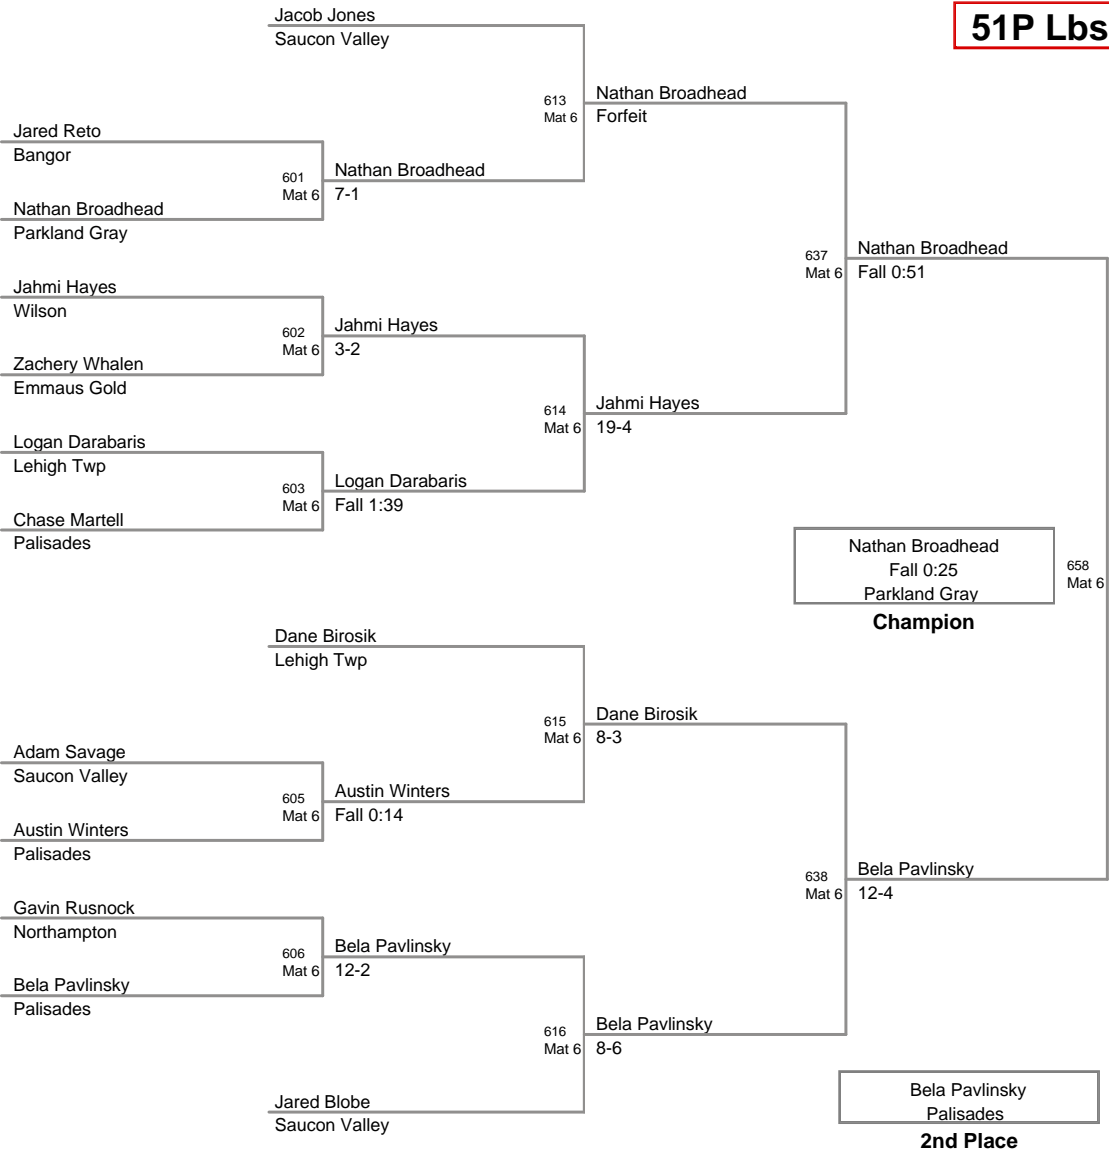 Jacob Jones
Saucon Valley
51P Lbs
613
Mat 6
Nathan Broadhead
Forfeit
Jared Reto
Bangor
601
Mat 6
Nathan Broadhead
7-1
Nathan Broadhead
Parkland Gray
637
Mat 6
Nathan Broadhead
Fall 0:51
Jahmi Hayes
Wilson
602
Mat 6
Jahmi Hayes
3-2
Zachery Whalen
Emmaus Gold
614
Mat 6
Jahmi Hayes
19-4
Logan Darabaris
Lehigh Twp
603
Mat 6
Logan Darabaris
Fall 1:39
Chase Martell
Palisades
Nathan Broadhead
Fall 0:25
Parkland Gray
Champion
658
Mat 6
Dane Birosik
Lehigh Twp
615
Mat 6
Dane Birosik
8-3
Adam Savage
Saucon Valley
605
Mat 6
Austin Winters
Fall 0:14
Austin Winters
Palisades
638
Mat 6
Bela Pavlinsky
12-4
Gavin Rusnock
Northampton
606
Mat 6
Bela Pavlinsky
12-2
Bela Pavlinsky
Palisades
616
Mat 6
Bela Pavlinsky
8-6
Jared Blobe
Saucon Valley
Bela Pavlinsky
Palisades
2nd Place